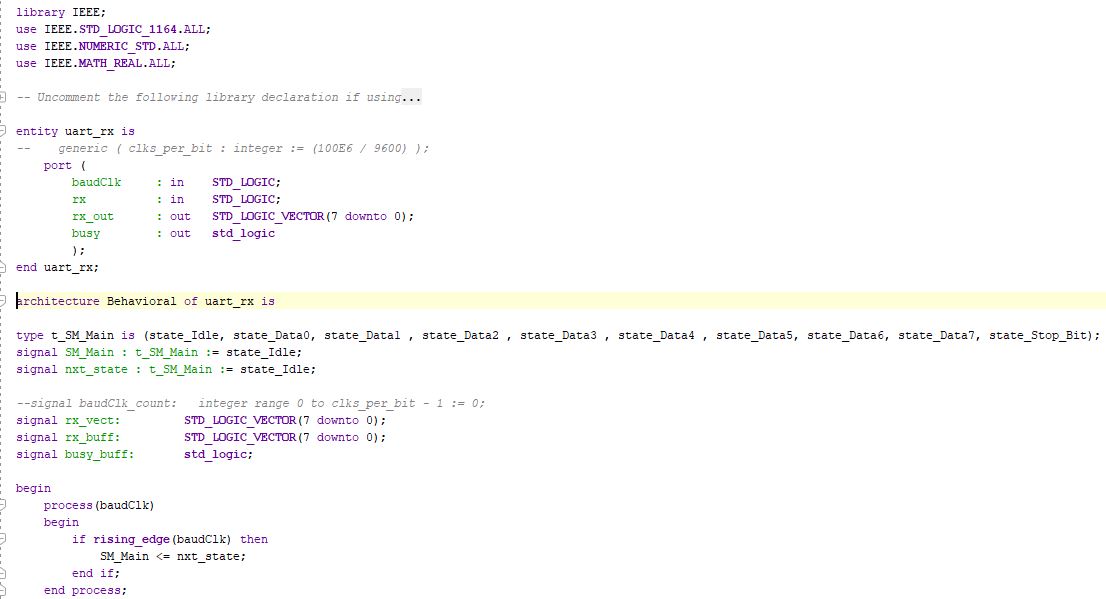 library IEEE;
use IEEE.STD_LOGIC_1164.ALL;
use IEEE.NUMERIC_STD.ALL;
use IEEE.MATH_REAL.ALL;
-- Uncomment the following library declaration if using...
entity uart_rx is
--    generic ( clks_per_bit : integer := (100E6 / 9600) );
    port (
        baudClk     : in   STD_LOGIC;
        rx          : in   STD_LOGIC;
        rx_out      : out  STD_LOGIC_VECTOR(7 downto 0);
        busy        : out  std_logic
        );
end uart_rx;
architecture Behavioral of uart_rx is
type t_SM_Main is (state_Idle, state_Data0, state_Data1 , state_Data2 , state_Data3 , state_Data4 , state_Data5, state_Data6, state_Data7, state_Stop_Bit);
signal SM_Main : t_SM_Main := state_Idle;
signal nxt_state : t_SM_Main := state_Idle;
--signal baudClk_count:   integer range 0 to clks_per_bit - 1 := 0;
signal rx_vect:         STD_LOGIC_VECTOR(7 downto 0);
signal rx_buff:         STD_LOGIC_VECTOR(7 downto 0);
signal busy_buff:       std_logic;
begin
    process(baudClk)
    begin
        if rising_edge(baudClk) then
            SM_Main <= nxt_state;
        end if;
    end process;